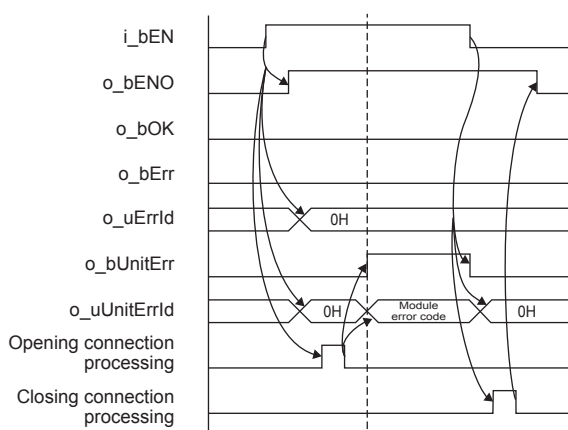 i_bEN
o_bENO
o_bOK
o_bErr
o_uErrId
0H
o_bUnitErr
o_uUnitErrId
0H
Module
error code
0H
Opening connection
processing
Closing connection
processing